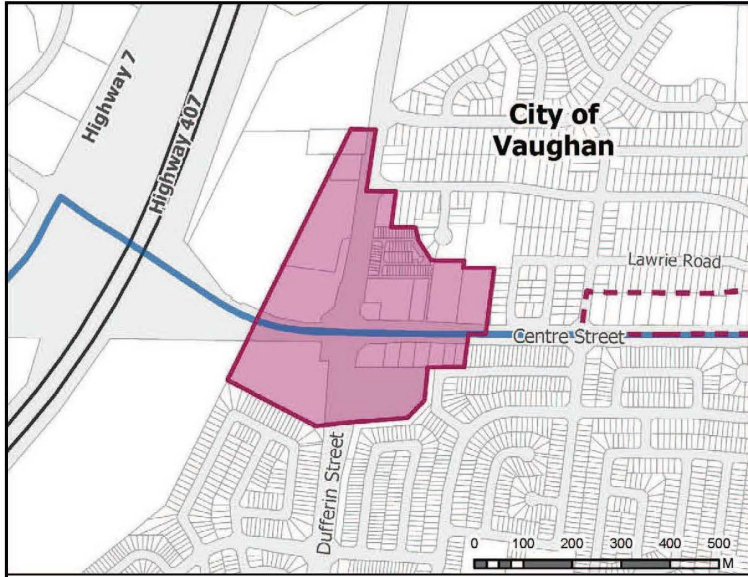 Highway 7
Highway 407
City of
Vaughan
Lawrie Road
Centre Street
Dufferin Street
0 100 200 300 400 500
M